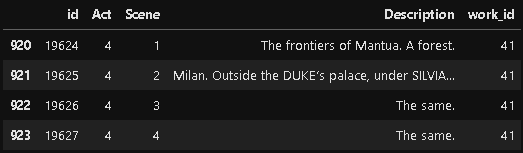 id Act Scene Description work_id
920 19624 4 1 The frontiers of Mantua. A forest. 41
921 19625 4 2 Milan. Outside the DUKE's palace, under SILVIA... 41
922 19626 4 3 The same. 41
923 19627 4 4 The same. 41